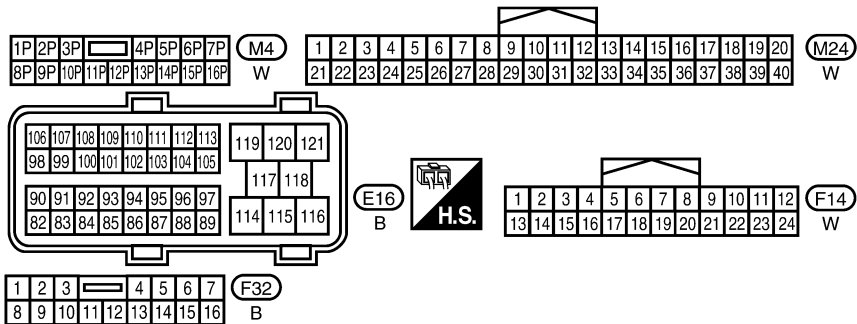 1P 2P 3P 4P 5P 6P 7P
8P 9P 10P 11P 12P 13P 14P 15P 16P
M4
W
1 2 3 4 5 6 7 8 9 10 11 12 13 14 15 16 17 18 19 20
21 22 23 24 25 26 27 28 29 30 31 32 33 34 35 36 37 38 39 40
M24
W
106 107 108 109 110 111 112 113
98 99 100 101 102 103 104 105
90 91 92 93 94 95 96 97
82 83 84 85 86 87 88 89
119 120 121
117 118
114 115 116
E16
B
H.S.
1 2 3 4 5 6 7 8 9 10 11 12
13 14 15 16 17 18 19 20 21 22 23 24
F14
W
1 2 3 4 5 6 7
8 9 10 11 12 13 14 15 16
F32
B